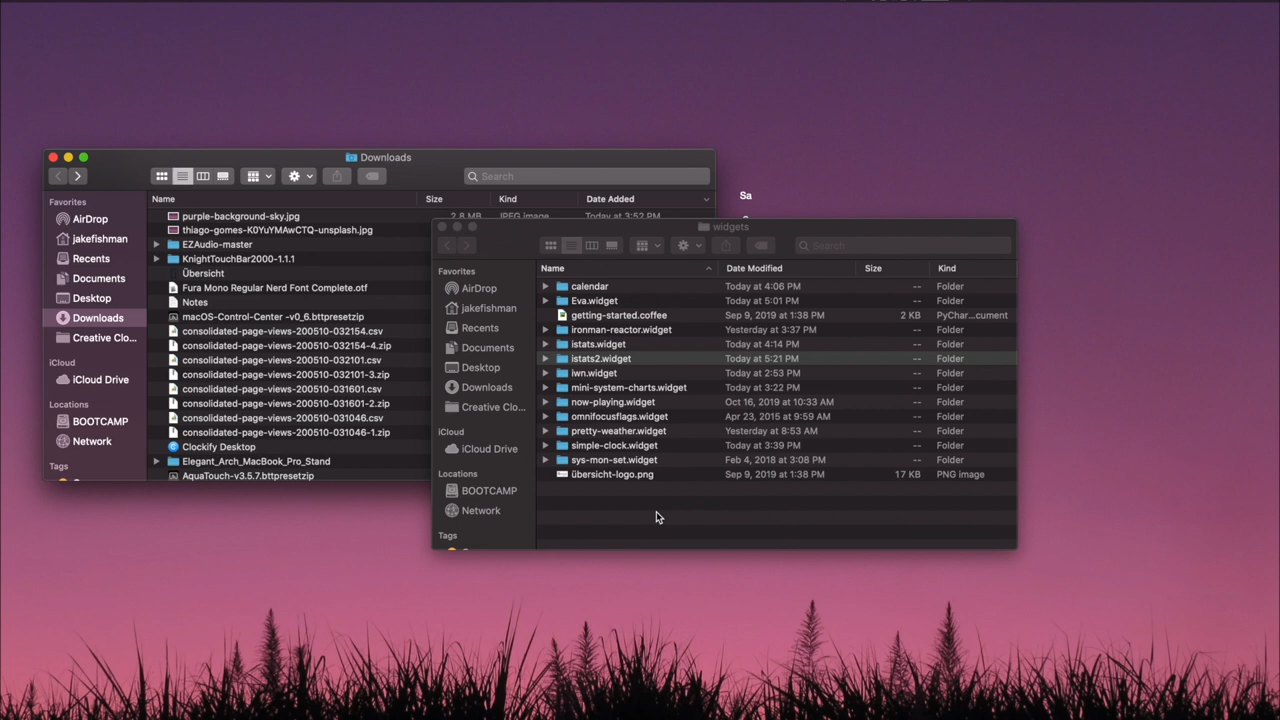 Downloads
Search
Favorites
AirDrop
jakefishman
Recents
Documents
Desktop
Downloads
Creative Clo...
iCloud
iCloud Drive
Locations
BOOTCAMP
Network
Tags
Name Size Kind Date Added
purple-background-sky.jpg 2.8 MB JPEG image Today at 3:52 PM
thiago-gomes-K0YuYMAwCTQ-unsplash.jpg
EZAudio-master
KnightTouchBar2000-1.1.1
Übersicht
Fura Mono Regular Nerd Font Complete.otf
Notes
macOS-Control-Center -v0_6.bttpresetzip
consolidated-page-views-200510-032154.csv
consolidated-page-views-200510-032154-4.zip
consolidated-page-views-200510-032101.csv
consolidated-page-views-200510-032101-3.zip
consolidated-page-views-200510-031601.csv
consolidated-page-views-200510-031601-2.zip
consolidated-page-views-200510-031046.csv
consolidated-page-views-200510-031046-1.zip
Clockify Desktop
Elegant_Arch_MacBook_Pro_Stand
AquaTouch-v3.5.7.bttpresetzip
Sa
widgets
Search
Favorites
AirDrop
jakefishman
Recents
Documents
Desktop
Downloads
Creative Clo...
iCloud
iCloud Drive
Locations
BOOTCAMP
Network
Tags
Name Date Modified Size Kind
calendar Today at 4:06 PM -- Folder
Eva.widget Today at 5:01 PM -- Folder
getting-started.coffee Sep 9, 2019 at 1:38 PM 2 KB PyChar...cument
ironman-reactor.widget Yesterday at 3:37 PM -- Folder
istats.widget Today at 4:14 PM -- Folder
istats2.widget Today at 5:21 PM -- Folder
iwn.widget Today at 2:53 PM -- Folder
mini-system-charts.widget Today at 3:22 PM -- Folder
now-playing.widget Oct 16, 2019 at 10:33 AM -- Folder
omnifocusflags.widget Apr 23, 2015 at 9:59 AM -- Folder
pretty-weather.widget Yesterday at 8:53 AM -- Folder
simple-clock.widget Today at 3:39 PM -- Folder
sys-mon-set.widget Feb 4, 2018 at 3:08 PM -- Folder
übersicht-logo.png Sep 9, 2019 at 1:38 PM 17 KB PNG image